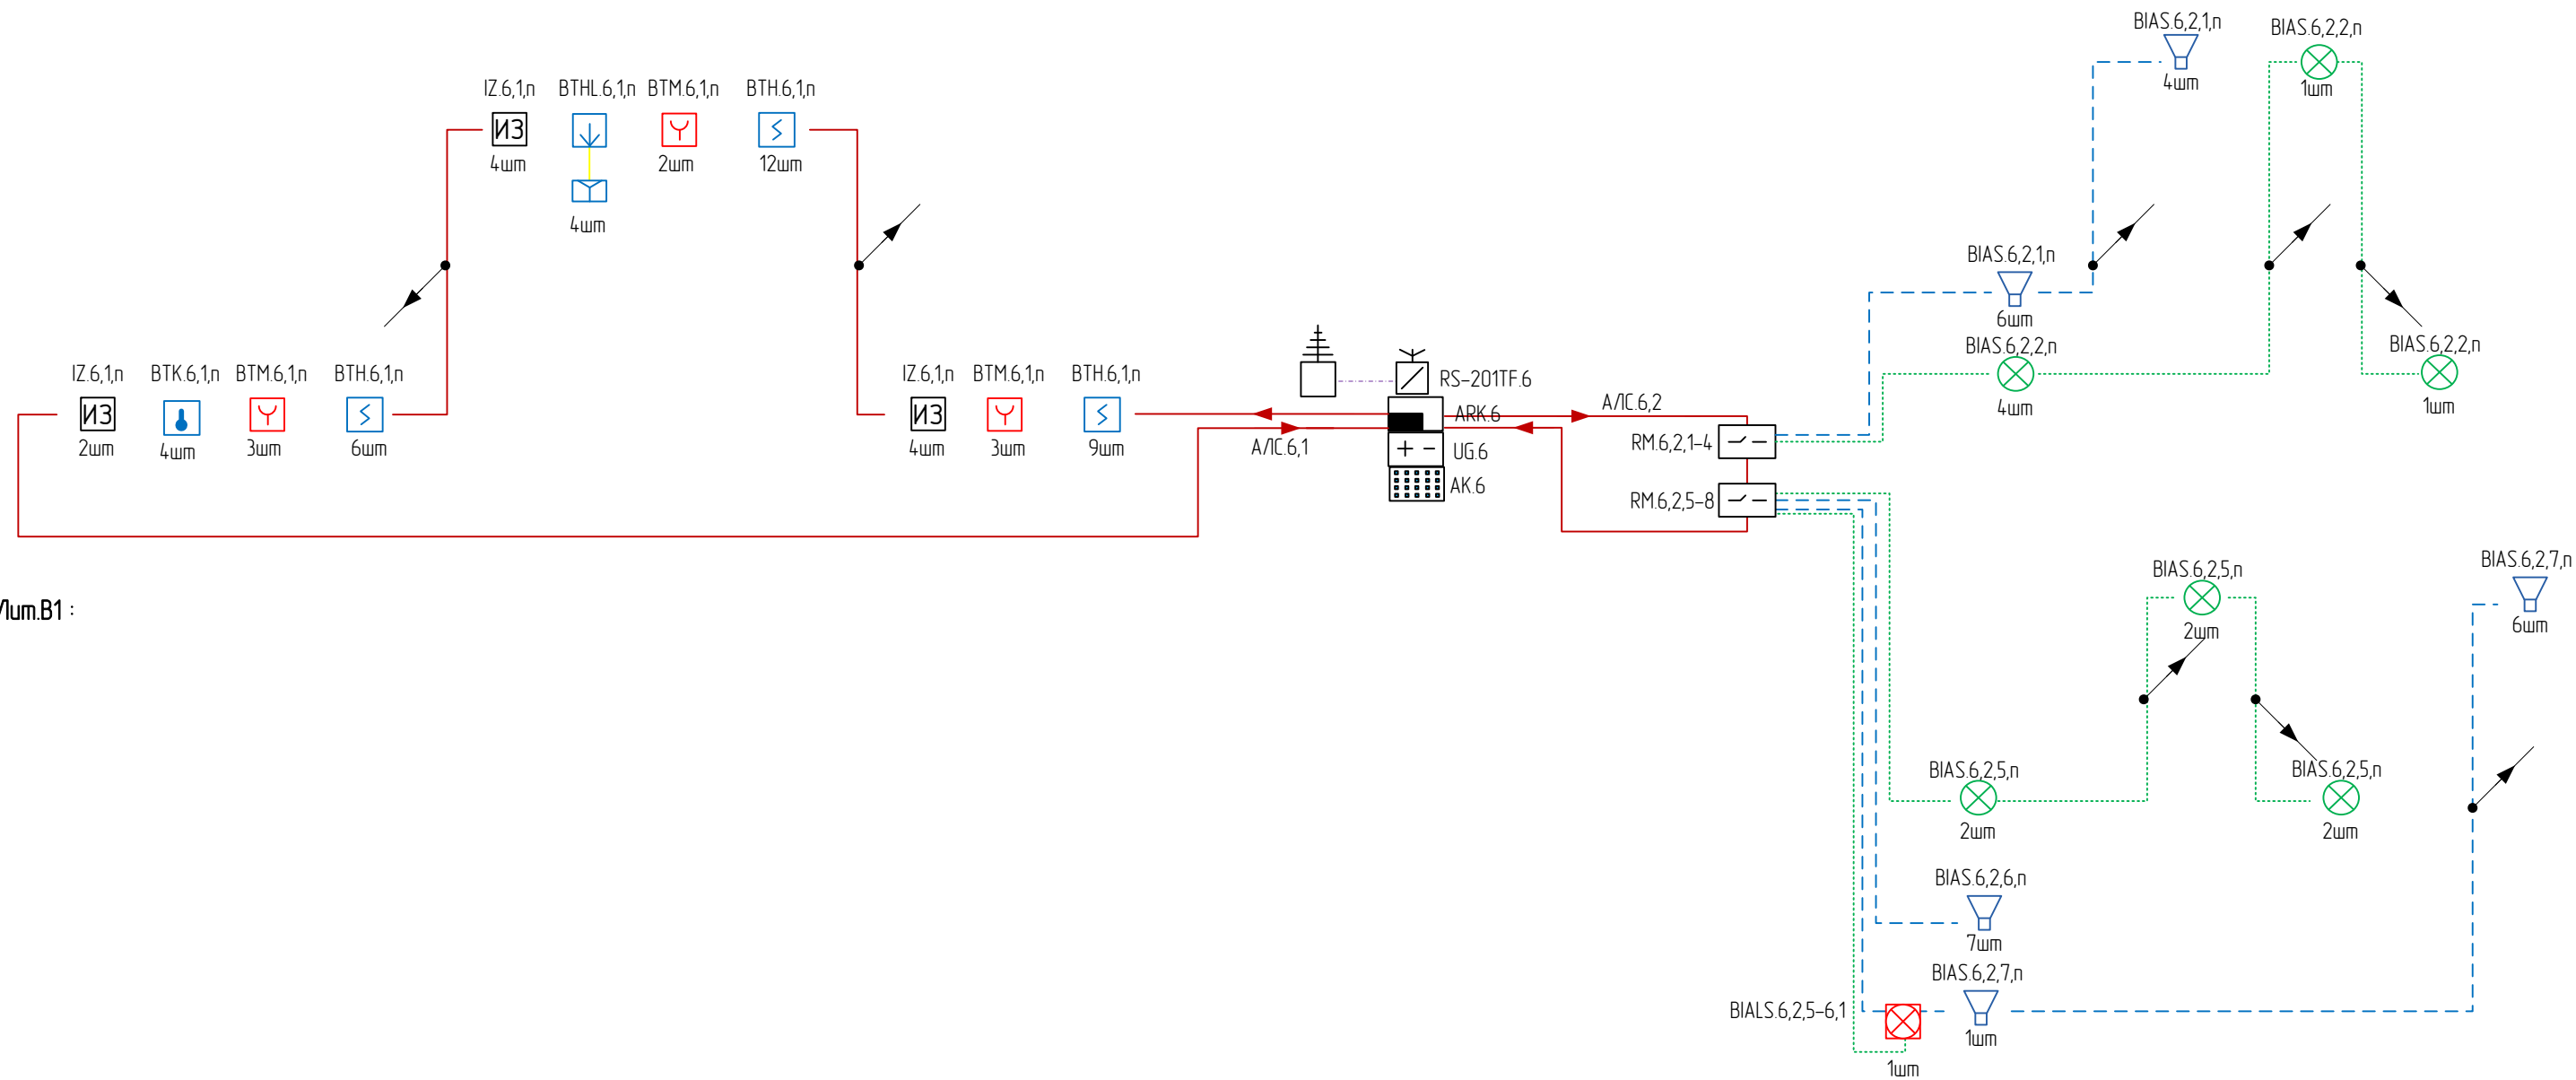 BIAS.6,2,1,n
BIAS.6,2,2,n
4шт
1шт
IZ.6,1,n BTHL.6,1,n BTM.6,1,n BTH.6,1,n
ИЗ
4шт 2шт 12шт
4шт
BIAS.6,2,1,n
6шт
BIAS.6,2,2,n
4шт
BIAS.6,2,2,n
1шт
IZ.6,1,n BTK.6,1,n BTM.6,1,n BTH.6,1,n
ИЗ
2шт 4шт 3шт 6шт
IZ.6,1,n BTM.6,1,n BTH.6,1,n
ИЗ
4шт 3шт 9шт
RS-201TF.6
ARK.6
А/1С.6,1
+ −
UG.6
AK.6
А/1С.6,2
RM.6,2,1-4
RM.6,2,5-8
Лит.В1 :
BIAS.6,2,7,n
6шт
BIAS.6,2,5,n
2шт
BIAS.6,2,5,n
2шт
BIAS.6,2,5,n
2шт
BIAS.6,2,6,n
7шт
BIAS.6,2,7,n
1шт
BIALS.6,2,5-6,1
1шт